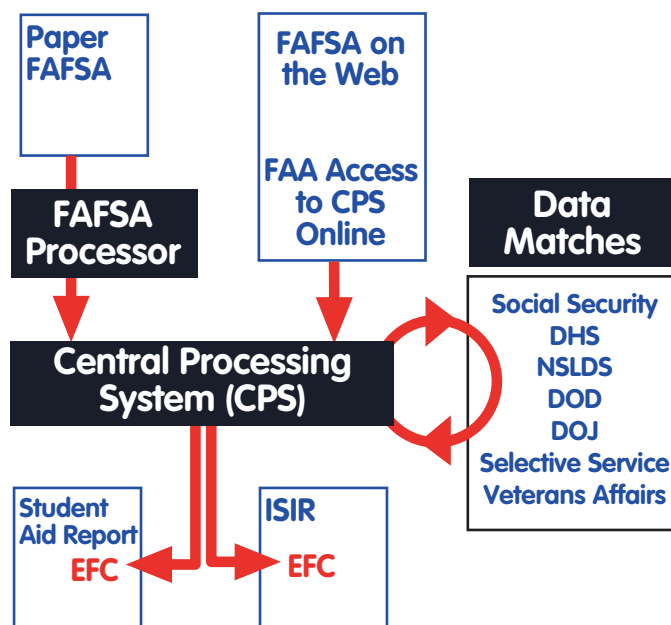 Paper
FAFSA
FAFSA on
the Web
FAA Access
to CPS
Online
FAFSA
Processor
Data
Matches
Social Security
DHS
NSLDS
DOD
DOJ
Selective Service
Veterans Affairs
Central Processing
System (CPS)
Student
Aid Report
EFC
ISIR
EFC